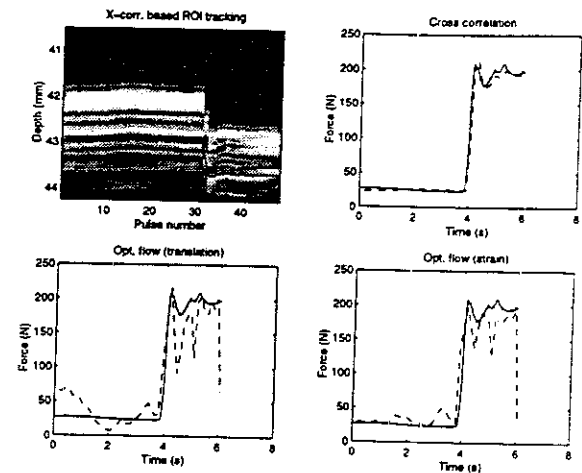 X-corr. based ROI tracking
41
42
43
44
Depth (mm)
10 20 30 40
Pulse number
Cross correlation
250
200
150
100
50
0
Force (N)
0 2 4 6 8
Time (s)
Opt. flow (translation)
250
200
150
100
50
0
Force (N)
0 2 4 6 8
Time (s)
Opt. flow (strain)
250
200
150
100
50
0
Force (N)
0 2 4 6 8
Time (s)